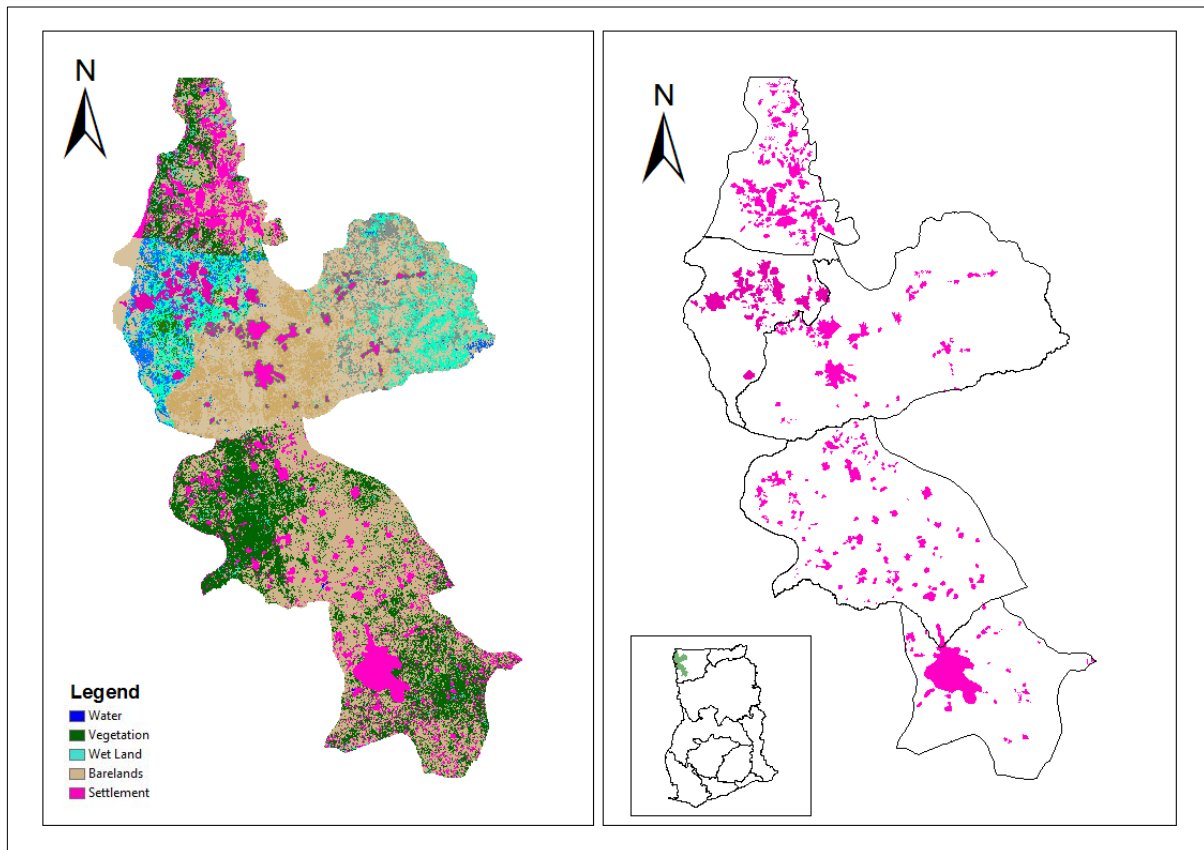 N
Legend
Water
Vegetation
Wet Land
Barelands
Settlement
N